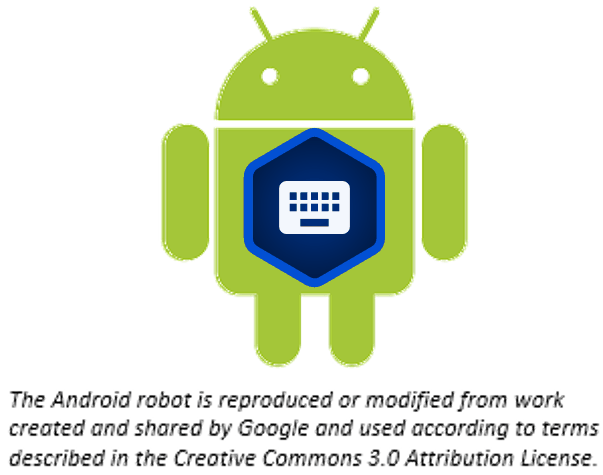 The Android robot is reproduced or modified from work
created and shared by Google and used according to terms
described in the Creative Commons 3.0 Attribution License.